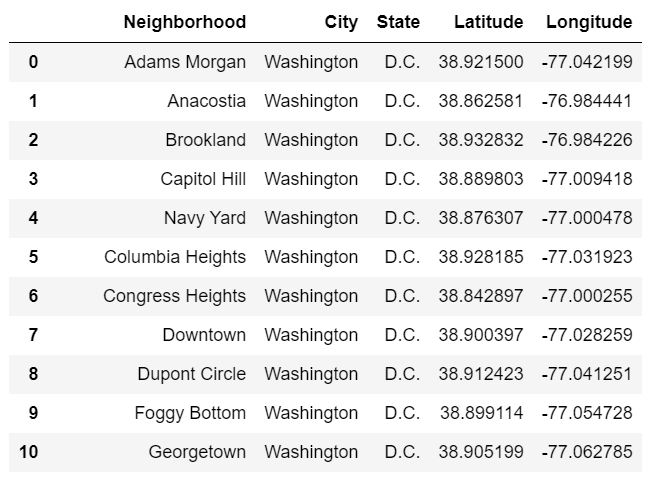 Neighborhood City State Latitude Longitude
0 Adams Morgan Washington D.C. 38.921500 -77.042199
1 Anacostia Washington D.C. 38.862581 -76.984441
2 Brookland Washington D.C. 38.932832 -76.984226
3 Capitol Hill Washington D.C. 38.889803 -77.009418
4 Navy Yard Washington D.C. 38.876307 -77.000478
5 Columbia Heights Washington D.C. 38.928185 -77.031923
6 Congress Heights Washington D.C. 38.842897 -77.000255
7 Downtown Washington D.C. 38.900397 -77.028259
8 Dupont Circle Washington D.C. 38.912423 -77.041251
9 Foggy Bottom Washington D.C. 38.899114 -77.054728
10 Georgetown Washington D.C. 38.905199 -77.062785